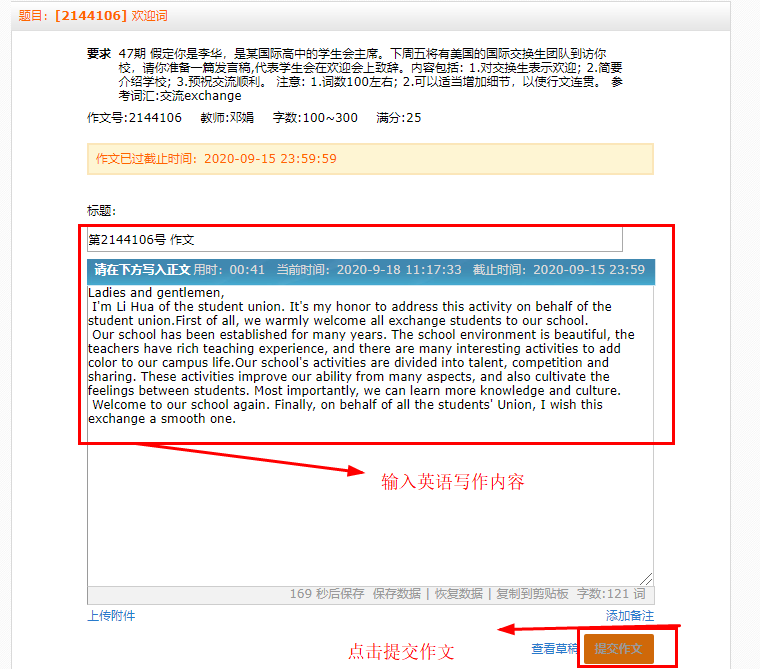 题目：[2144106] 欢迎词
要求 47期 假定你是李华，是某国际高中的学生会主席。下周五将有美国的国际交换生团队到访你
校，请你准备一篇发言稿,代表学生会在欢迎会上致辞。内容包括: 1.对交换生表示欢迎; 2.简要
介绍学校; 3.预祝交流顺利。 注意: 1.词数100左右; 2.可以适当增加细节，以使行文连贯。 参
考词汇:交流exchange
作文号:2144106 教师:邓娟 字数:100~300 满分:25
作文已过截止时间：2020-09-15 23:59:59
标题:
第2144106号 作文
请在下方写入正文 用时：00:41 当前时间：2020-9-18 11:17:33 截止时间：2020-09-15 23:59
Ladies and gentlemen,
I'm Li Hua of the student union. It's my honor to address this activity on behalf of the
student union.First of all, we warmly welcome all exchange students to our school.
Our school has been established for many years. The school environment is beautiful, the
teachers have rich teaching experience, and there are many interesting activities to add
color to our campus life.Our school's activities are divided into talent, competition and
sharing. These activities improve our ability from many aspects, and also cultivate the
feelings between students. Most importantly, we can learn more knowledge and culture.
Welcome to our school again. Finally, on behalf of all the students' Union, I wish this
exchange a smooth one.
输入英语写作内容
169 秒后保存 保存数据 | 恢复数据 | 复制到剪贴板 字数:121 词
上传附件 添加备注
点击提交作文 查看草稿 提交作文